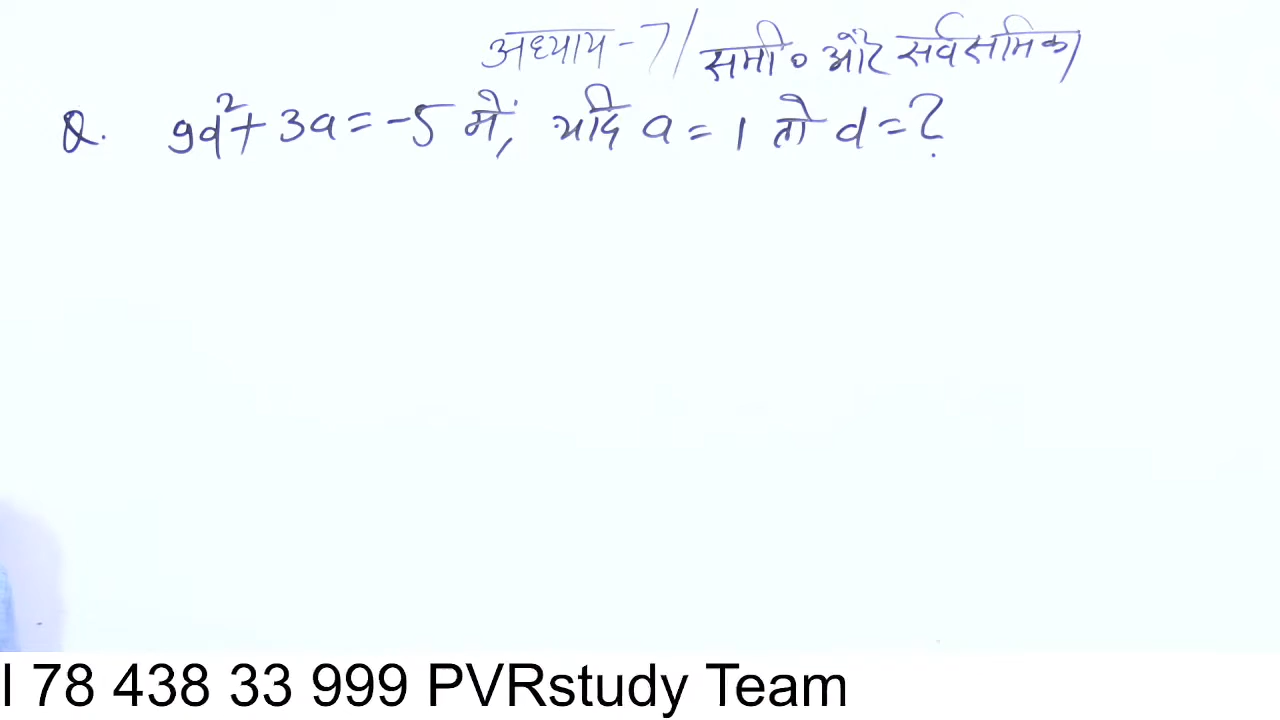 अध्याय-7/ समी० और सर्वसमिका
Q. 9d²+3a=-5 में, यदि a=1 तो d=?
l 78 438 33 999 PVRstudy Team